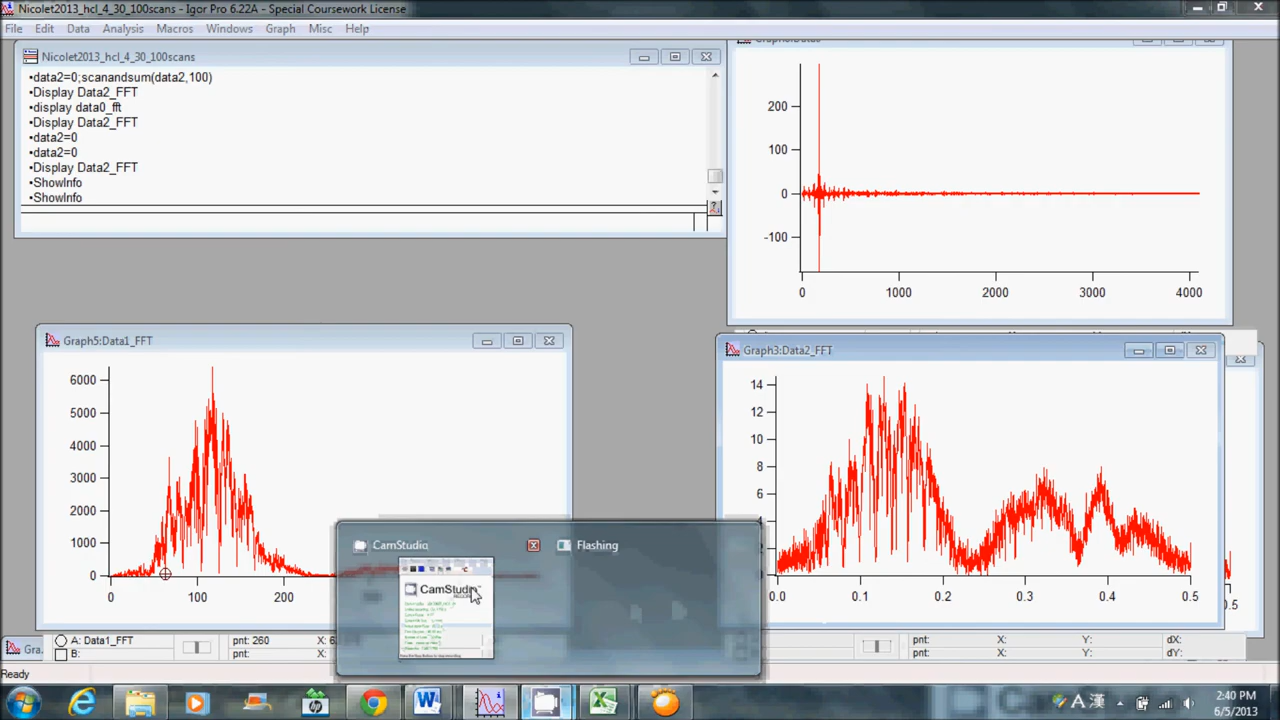 Nicolet2013_hcl_4_30_100scans - Igor Pro 6.22A - Special Coursework License
File Edit Data Analysis Macros Windows Graph Misc Help
Nicolet2013_hcl_4_30_100scans
•data2=0;scanandsum(data2,100)
•Display Data2_FFT
•display data0_fft
•Display Data2_FFT
•data2=0
•data2=0
•Display Data2_FFT
•ShowInfo
•ShowInfo
200
100
0
-100
0 1000 2000 3000 4000
Graph5:Data1_FFT
6000
5000
4000
3000
2000
1000
0
0 100 200
Graph3:Data2_FFT
14
12
10
8
6
4
2
0
0.0 0.1 0.2 0.3 0.4 0.5
CamStudio
Flashing
CamStudio
Gra.
A: Data1_FFT pnt: 260
B: pnt: X:
pnt: X: Y: dX:
pnt: X: Y: dY:
Ready
A 漢
2:40 PM
6/5/2013